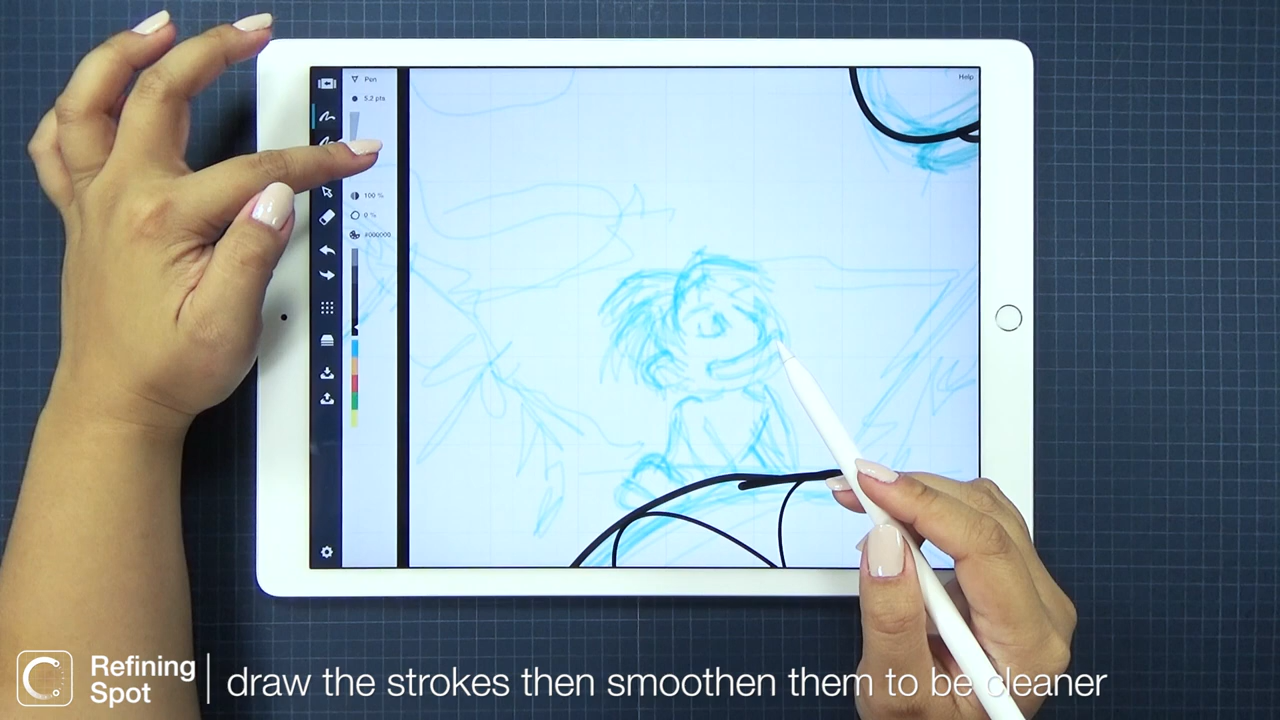 Pen
5.2 pts
Help
100 %
0 %
#000000
Refining
Spot
draw the strokes then smoothen them to be cleaner